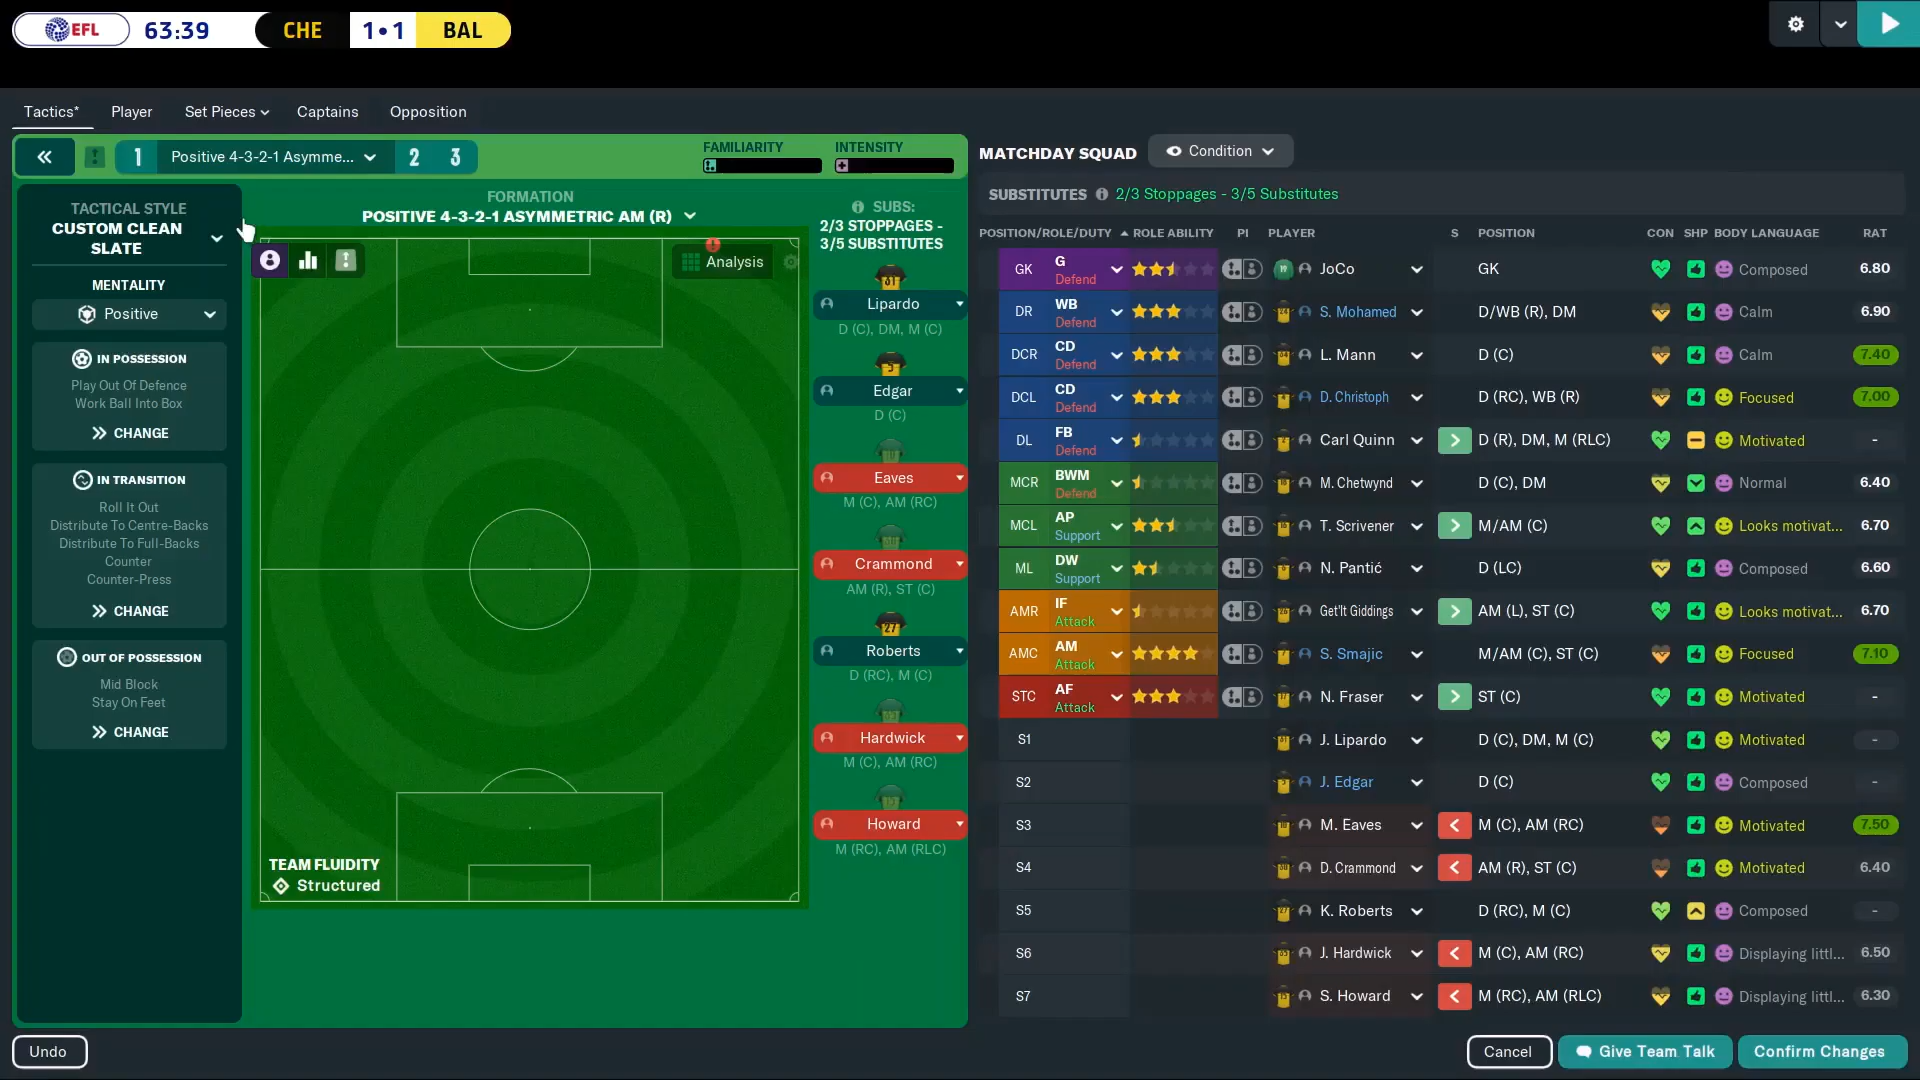 EFL 63:39 CHE 1•1 BAL
Tactics* Player Set Pieces Captains Opposition
1 Positive 4-3-2-1 Asymme... 2 3
FAMILIARITY INTENSITY
TACTICAL STYLE
CUSTOM CLEAN
SLATE
MENTALITY
Positive
IN POSSESSION
Play Out Of Defence
Work Ball Into Box
CHANGE
IN TRANSITION
Roll It Out
Distribute To Centre-Backs
Distribute To Full-Backs
Counter
Counter-Press
CHANGE
OUT OF POSSESSION
Mid Block
Stay On Feet
CHANGE
FORMATION
POSITIVE 4-3-2-1 ASYMMETRIC AM (R)
Analysis
TEAM FLUIDITY
Structured
SUBS:
2/3 STOPPAGES -
3/5 SUBSTITUTES
Lipardo
D (C), DM, M (C)
Edgar
D (C)
Eaves
M (C), AM (RC)
Crammond
AM (R), ST (C)
27
Roberts
D (RC), M (C)
Hardwick
M (C), AM (RC)
Howard
M (RC), AM (RLC)
MATCHDAY SQUAD Condition
SUBSTITUTES 2/3 Stoppages - 3/5 Substitutes
POSITION/ROLE/DUTY ROLE ABILITY PI PLAYER S POSITION CON SHP BODY LANGUAGE RAT
GK G Defend JoCo GK Composed 6.80
DR WB Defend S. Mohamed D/WB (R), DM Calm 6.90
DCR CD Defend L. Mann D (C) Calm 7.40
DCL CD Defend D. Christoph D (RC), WB (R) Focused 7.00
DL FB Defend Carl Quinn D (R), DM, M (RLC) Motivated -
MCR BWM Defend M. Chetwynd D (C), DM Normal 6.40
MCL AP Support T. Scrivener M/AM (C) Looks motivat... 6.70
ML DW Support N. Pantić D (LC) Composed 6.60
AMR IF Attack Get'It Giddings AM (L), ST (C) Looks motivat... 6.70
AMC AM Attack S. Smajic M/AM (C), ST (C) Focused 7.10
STC AF Attack N. Fraser ST (C) Motivated -
S1 J. Lipardo D (C), DM, M (C) Motivated -
S2 J. Edgar D (C) Composed -
S3 M. Eaves M (C), AM (RC) Motivated 7.50
S4 D. Crammond AM (R), ST (C) Motivated 6.40
S5 K. Roberts D (RC), M (C) Composed -
S6 J. Hardwick M (C), AM (RC) Displaying littl... 6.50
S7 S. Howard M (RC), AM (RLC) Displaying littl... 6.30
Undo Cancel Give Team Talk Confirm Changes